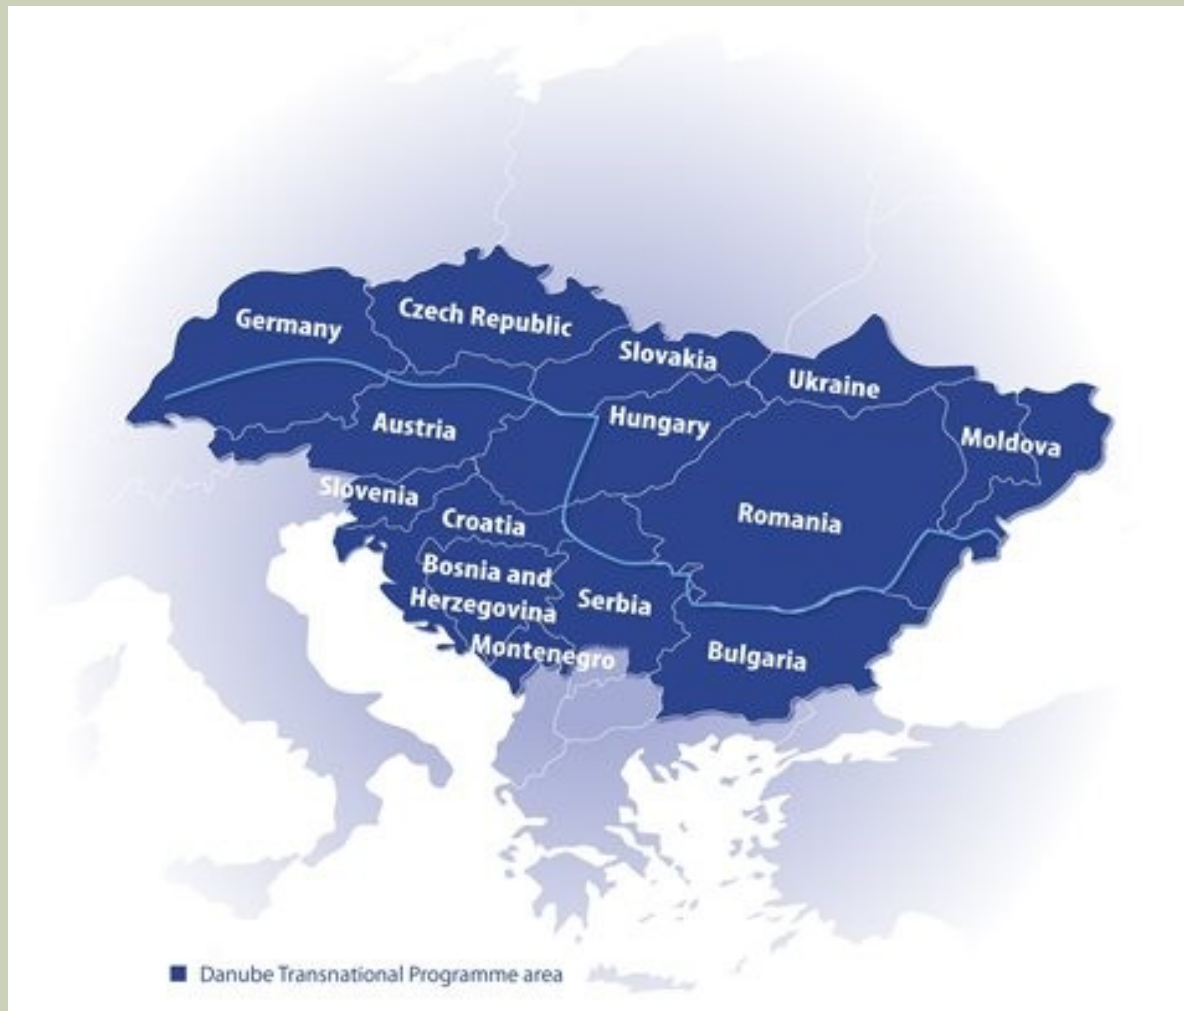 Germany
Czech Republic
Slovakia
Ukraine
Austria
Hungary
Moldova
Slovenia
Croatia
Romania
Bosnia and
Herzegovina
Serbia
Montenegro
Bulgaria
Danube Transnational Programme area